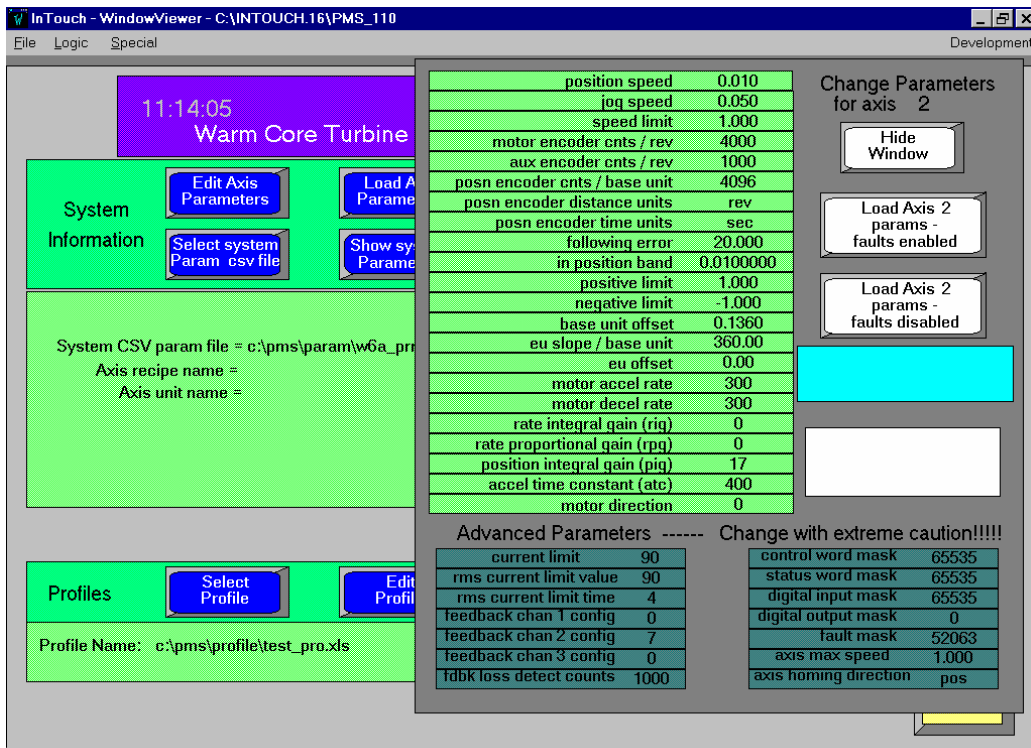 InTouch - WindowViewer - C:\INTOUCH.16\PMS_110
File Logic Special Development
11:14:05
Warm Core Turbine
System
Information
Edit Axis
Parameters
Load A
Parame
Select system
Param csv file
Show sy
Parame
System CSV param file = c:\pms\param\w6a_pr
Axis recipe name =
Axis unit name =
Profiles
Select
Profile
Edit
Profil
Profile Name: c:\pms\profile\test_pro.xls
position speed 0.010
jog speed 0.050
speed limit 1.000
motor encoder cnts / rev 4000
aux encoder cnts / rev 1000
posn encoder cnts / base unit 4096
posn encoder distance units rev
posn encoder time units sec
following error 20.000
in position band 0.0100000
positive limit 1.000
negative limit -1.000
base unit offset 0.1360
eu slope / base unit 360.00
eu offset 0.00
motor accel rate 300
motor decel rate 300
rate integral gain (rig) 0
rate proportional gain (rpg) 0
position integral gain (pig) 17
accel time constant (atc) 400
motor direction 0
Change Parameters
for axis 2
Hide
Window
Load Axis 2
params -
faults enabled
Load Axis 2
params -
faults disabled
Advanced Parameters ------ Change with extreme caution!!!!!
current limit 90
rms current limit value 90
rms current limit time 4
feedback chan 1 config 0
feedback chan 2 config 7
feedback chan 3 config 0
fdbk loss detect counts 1000
control word mask 65535
status word mask 65535
digital input mask 65535
digital output mask 0
fault mask 52063
axis max speed 1.000
axis homing direction pos